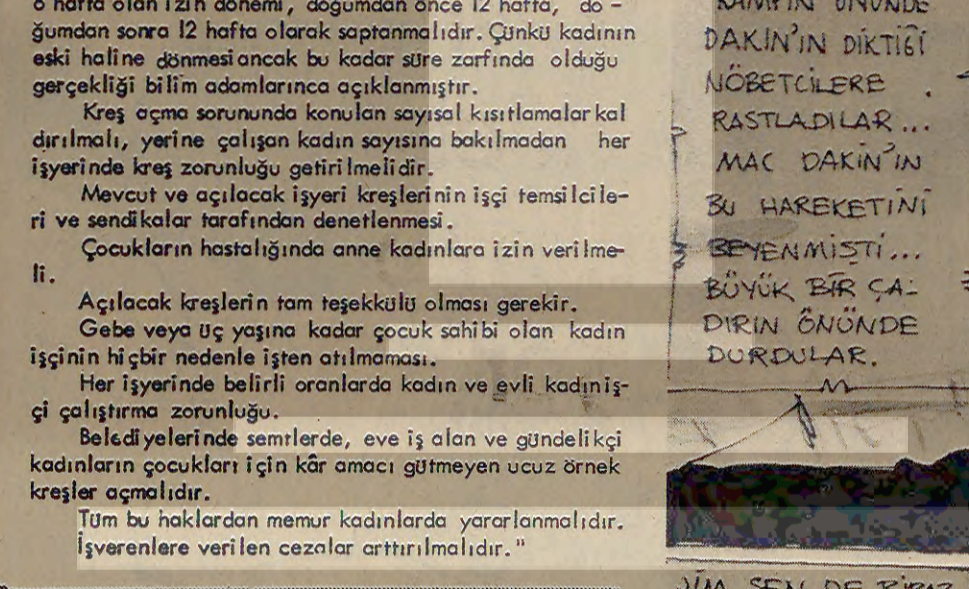 6 hafta olan izin dönemi, doğumdan önce 12 hafta, do-
ğumdan sonra 12 hafta olarak saptanmalıdır. Çünkü kadının
eski haline dönmesi ancak bu kadar süre zarfında olduğu
gerçekliği bilim adamlarınca açıklanmıştır.
Kreş açma sorununda konulan sayısal kısıtlamalar kal
dırılmalı, yerine çalışan kadın sayısına bakılmadan her
işyerinde kreş zorunluğu getirilmelidir.
Mevcut ve açılacak işyeri kreşlerinin işçi temsilcile-
ri ve sendikalar tarafından denetlenmesi.
Çocukların hastalığında anne kadınlara izin verilme-
li.
Açılacak kreşlerin tam teşekkülü olması gerekir.
Gebe veya üç yaşına kadar çocuk sahibi olan kadın
işçinin hiçbir nedenle işten atılmaması.
Her işyerinde belirli oranlarda kadın ve evli kadın iş-
çi çalıştırma zorunluğu.
Belediyelerinde semtlerde, eve iş alan ve gündelikçi
kadınların çocukları için kâr amacı gütmeyen ucuz örnek
kreşler açmalıdır.
Tüm bu haklardan memur kadınlarda yararlanmalıdır.
İşverenlere verilen cezalar arttırılmalıdır."
KAMPIN ÖNÜNDE
DAKİN'İN DİKTİĞİ
NÖBETCİLERE
RASTLADILAR...
MAC DAKİN'İN
BU HAREKETİNİ
BEYENMİŞTİ...
BÜYÜK BİR ÇA-
DIRIN ÖNÜNDE
DURDULAR.
SEN DE BİRAZ